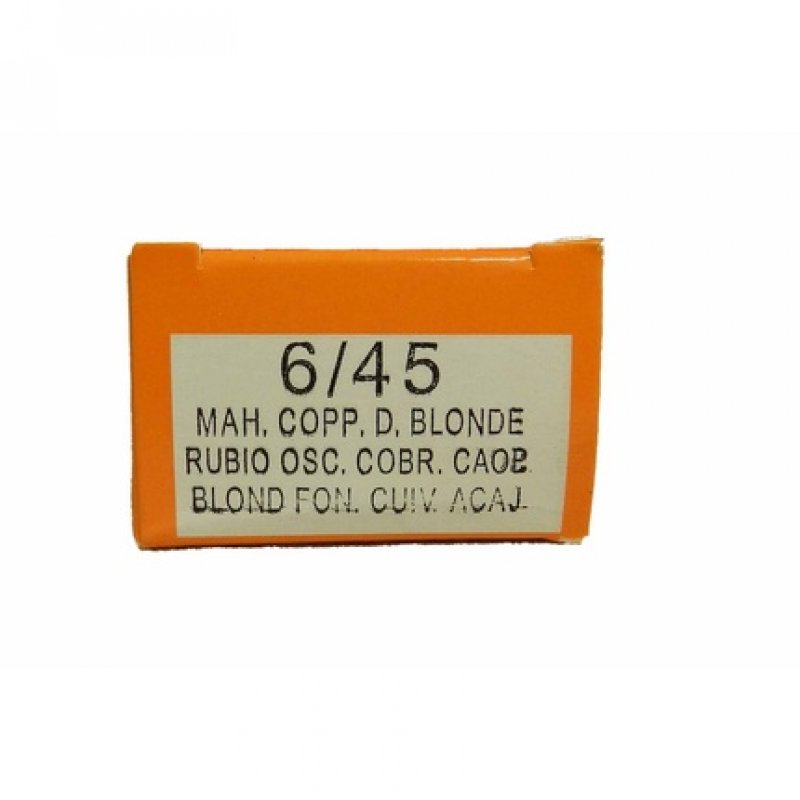 6/45
MAH. COPP. D. BLONDE
RUBIO OSC. COBR. CAOB.
BLOND FON. CUIV. ACAJ.